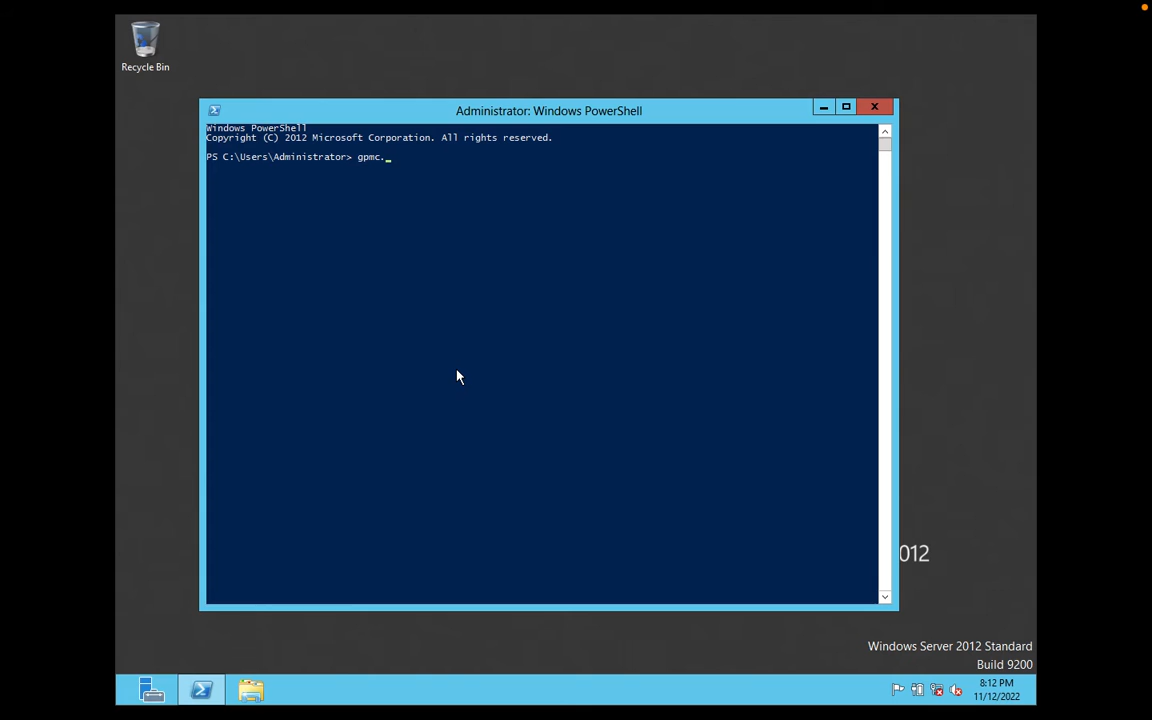 Recycle Bin
Administrator: Windows PowerShell
Windows PowerShell
Copyright (C) 2012 Microsoft Corporation. All rights reserved.
PS C:\Users\Administrator> gpmc._
012
Windows Server 2012 Standard
Build 9200
8:12 PM
11/12/2022